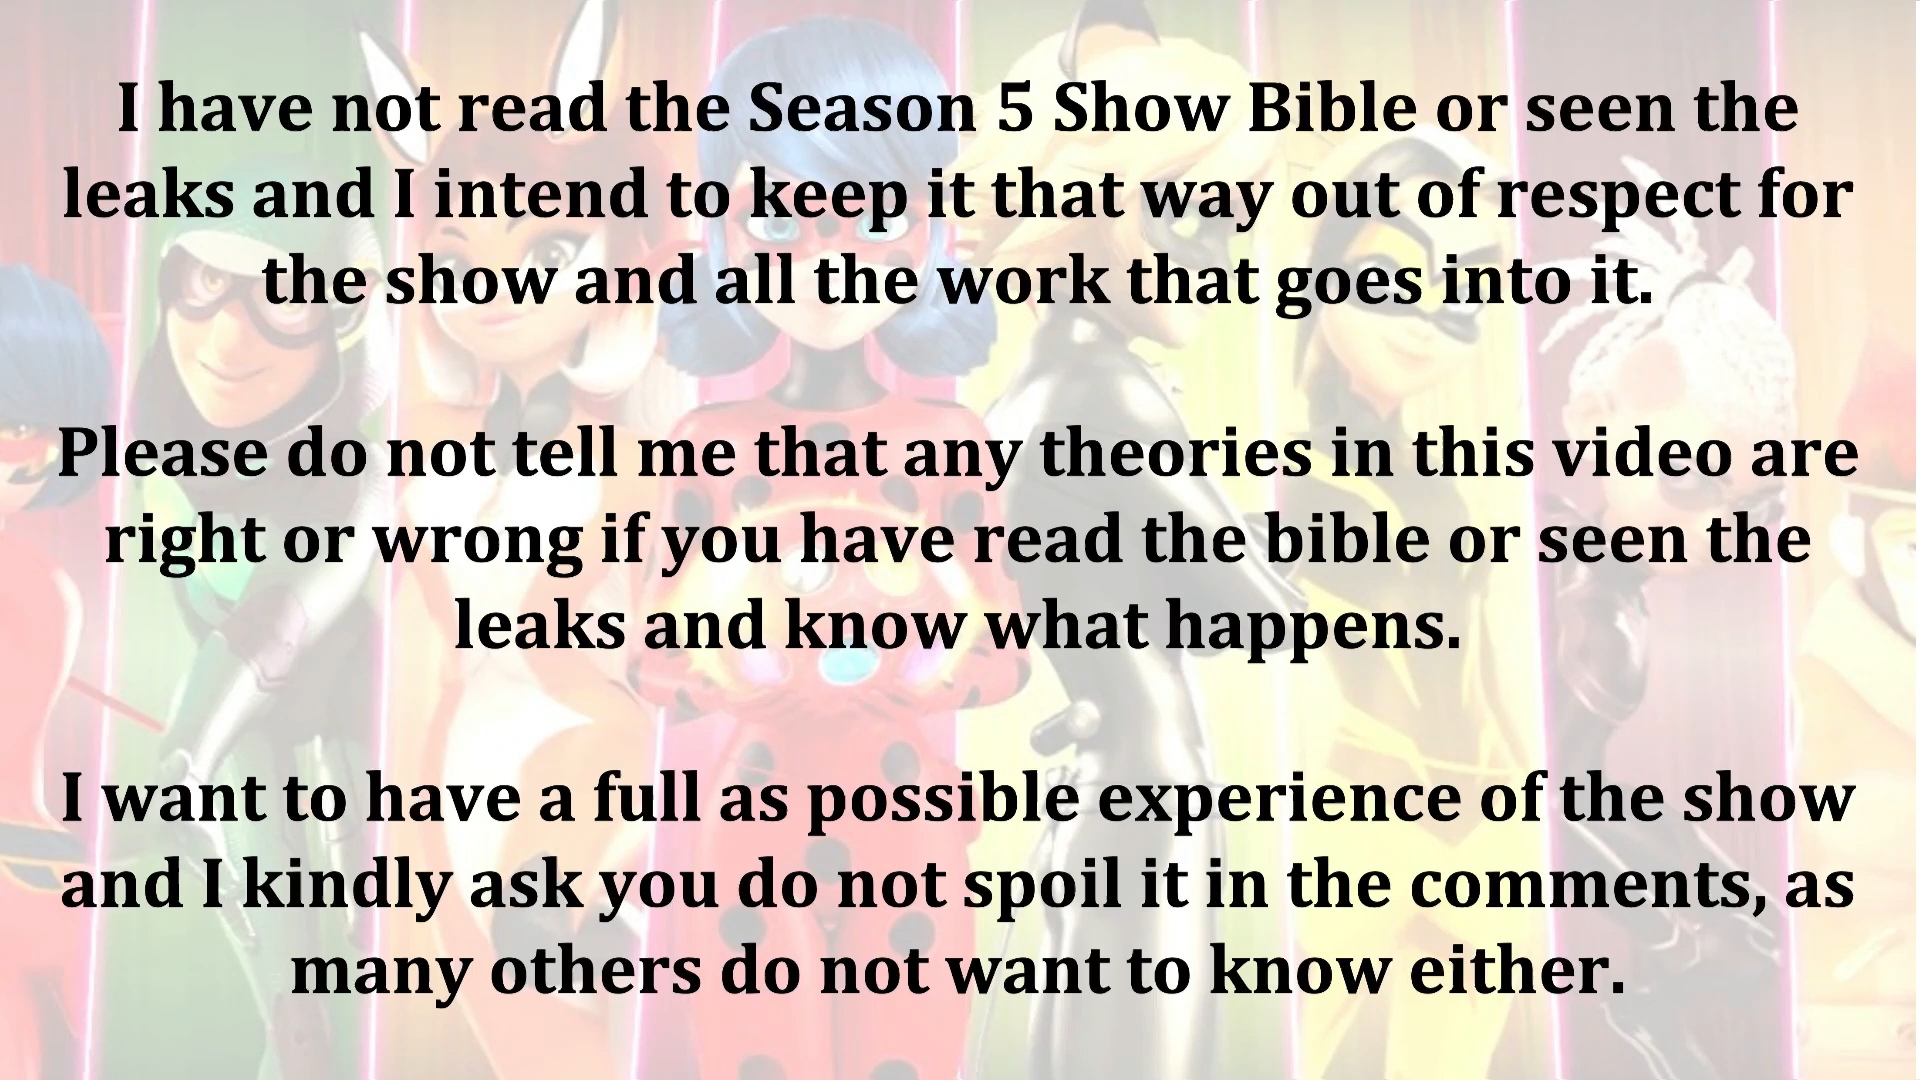 I have not read the Season 5 Show Bible or seen the
leaks and I intend to keep it that way out of respect for
the show and all the work that goes into it.
Please do not tell me that any theories in this video are
right or wrong if you have read the bible or seen the
leaks and know what happens.
I want to have a full as possible experience of the show
and I kindly ask you do not spoil it in the comments, as
many others do not want to know either.